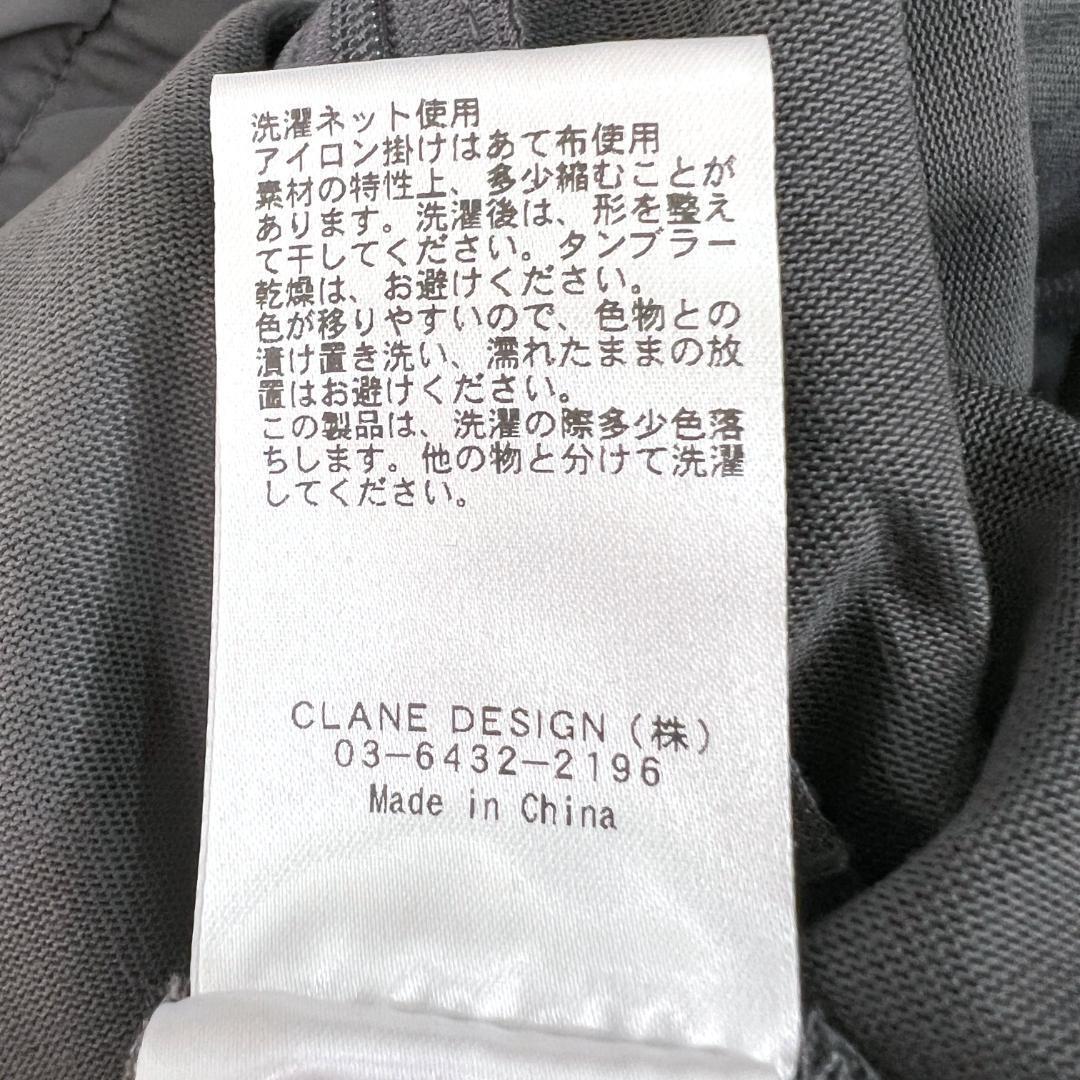 洗濯ネット使用
アイロン掛けはあて布使用
素材の特性上、多少縮むことが
あります。洗濯後は、形を整え
て干してください。タンブラー
乾燥は、お避けください。
色が移りやすいので、色物との
漬け置き洗い、濡れたままの放
置はお避けください。
この製品は、洗濯の際多少色落
ちします。他の物と分けて洗濯
してください。
CLANE DESIGN (株)
03-6432-2196
Made in China